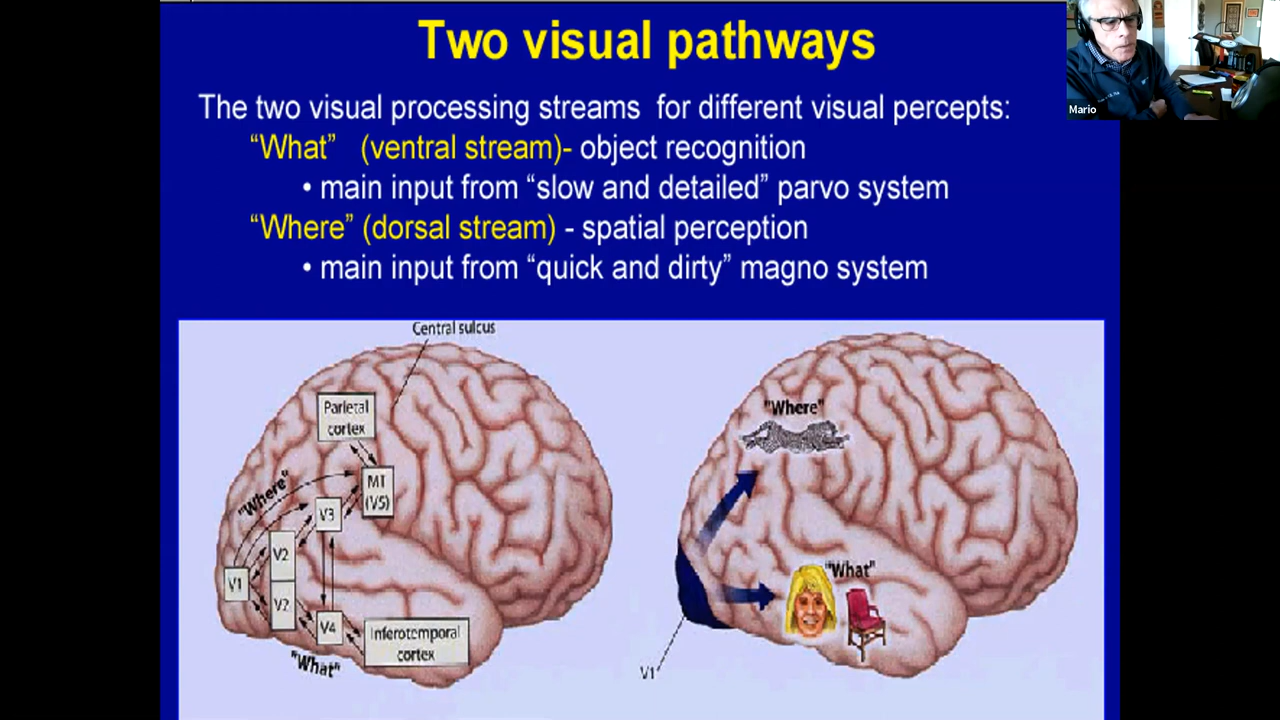 Two visual pathways
Mario
The two visual processing streams for different visual percepts:
“What” (ventral stream)- object recognition
• main input from “slow and detailed” parvo system
“Where” (dorsal stream) - spatial perception
• main input from “quick and dirty” magno system
Central sulcus
Parietal
cortex
"Where"
MT
(V5)
V3
V2
V1
V2
V4
Inferotemporal
cortex
"What"
"Where"
"What"
V1